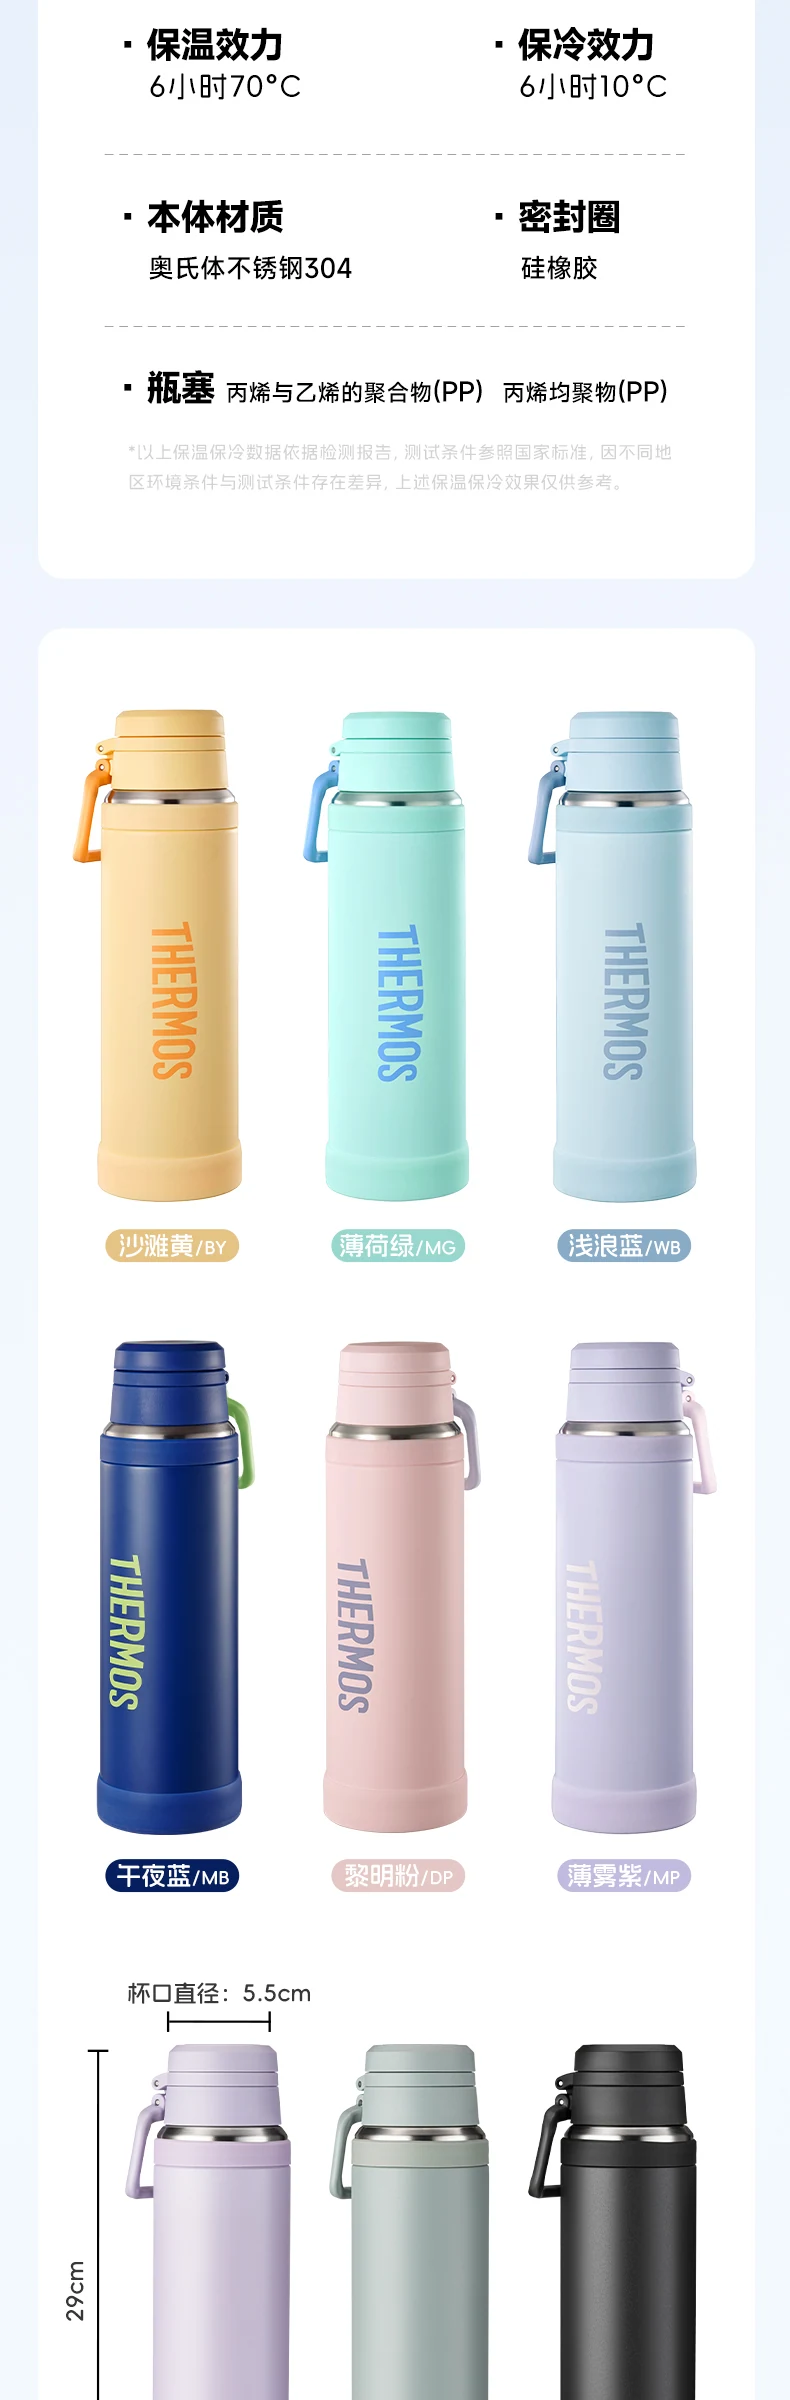 · 保温效力
· 保冷效力
6小时70°C
6小时10°C
· 本体材质
· 密封圈
奥氏体不锈钢304
硅橡胶
· 瓶塞 丙烯与乙烯的聚合物(PP) 丙烯均聚物(PP)
*以上保温保冷数据依据检测报告, 测试条件参照国家标准, 因不同地
区环境条件与测试条件存在差异, 上述保温保冷效果仅供参考。
THERMOS
THERMOS
THERMOS
沙滩黄/BY
薄荷绿/MG
浅浪蓝/WB
THERMOS
THERMOS
THERMOS
午夜蓝/MB
黎明粉/DP
薄雾紫/MP
杯口直径：5.5cm
29cm